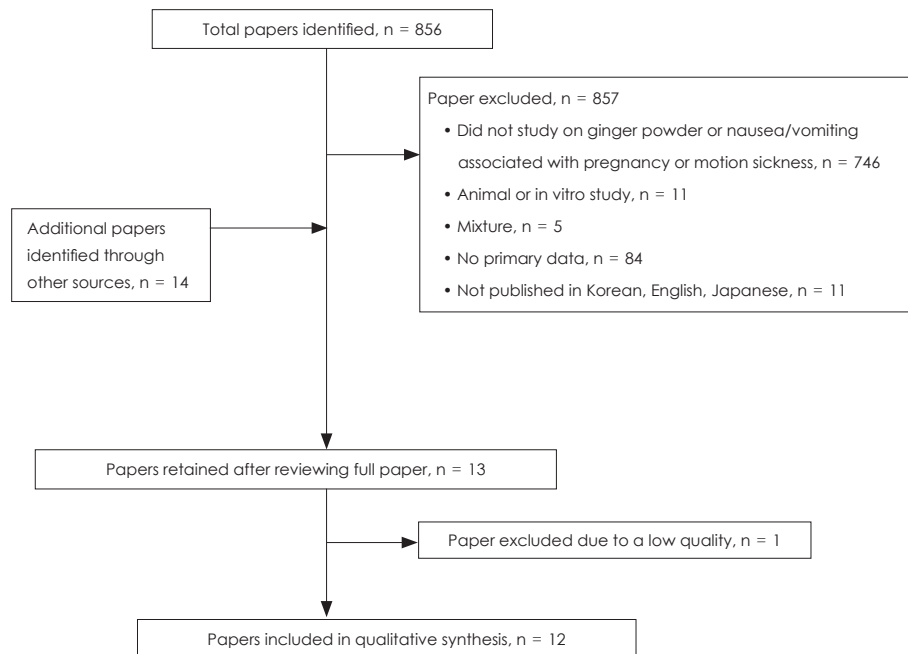 Total papers identified, n = 856
Paper excluded, n = 857
• Did not study on ginger powder or nausea/vomiting
associated with pregnancy or motion sickness, n = 746
• Animal or in vitro study, n = 11
• Mixture, n = 5
• No primary data, n = 84
• Not published in Korean, English, Japanese, n = 11
Additional papers
identified through
other sources, n = 14
Papers retained after reviewing full paper, n = 13
Paper excluded due to a low quality, n = 1
Papers included in qualitative synthesis, n = 12